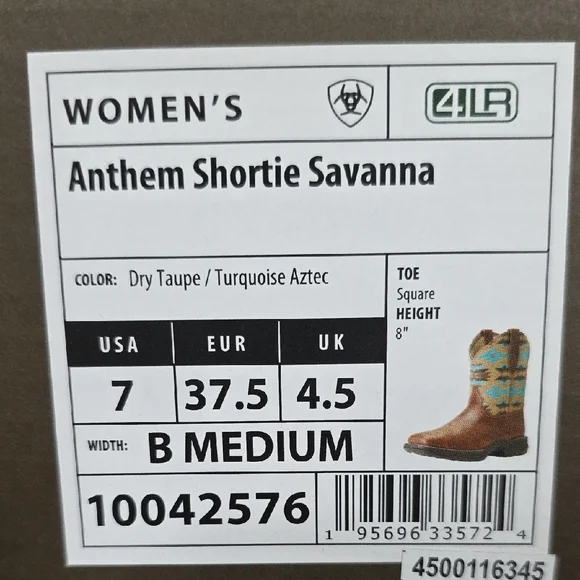 WOMEN'S
4LR
Anthem Shortie Savanna
COLOR: Dry Taupe / Turquoise Aztec
TOE
Square
HEIGHT
8"
USA EUR UK
7 37.5 4.5
WIDTH: B MEDIUM
10042576
1 95696 33572 4
4500116345